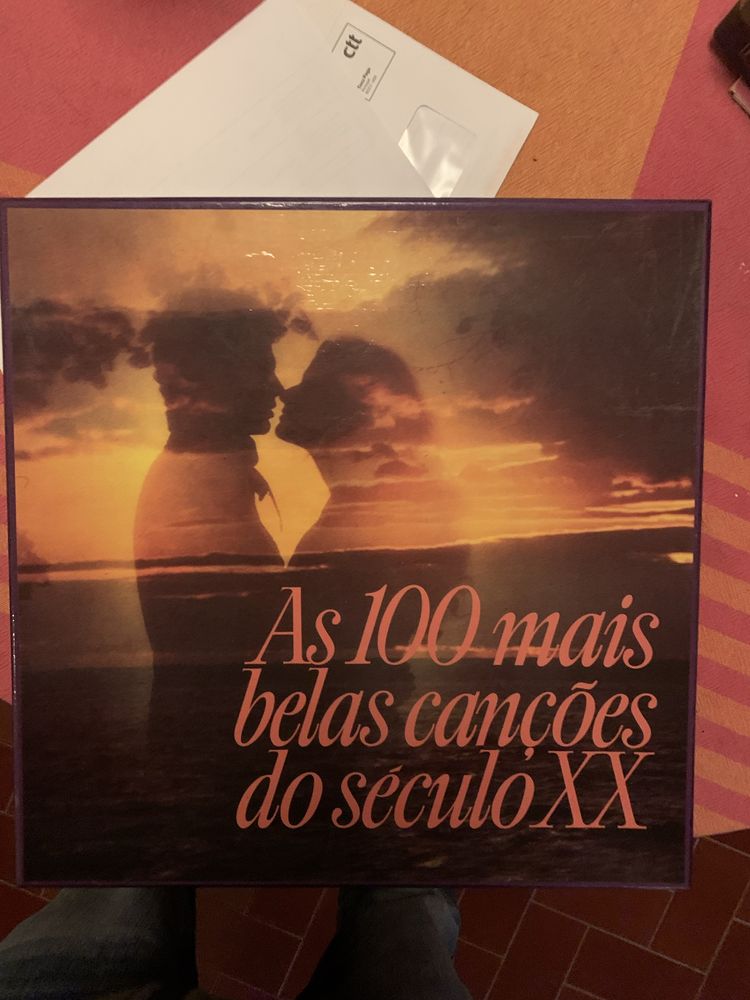 ctt
As 100 mais
belas canções
do século XX